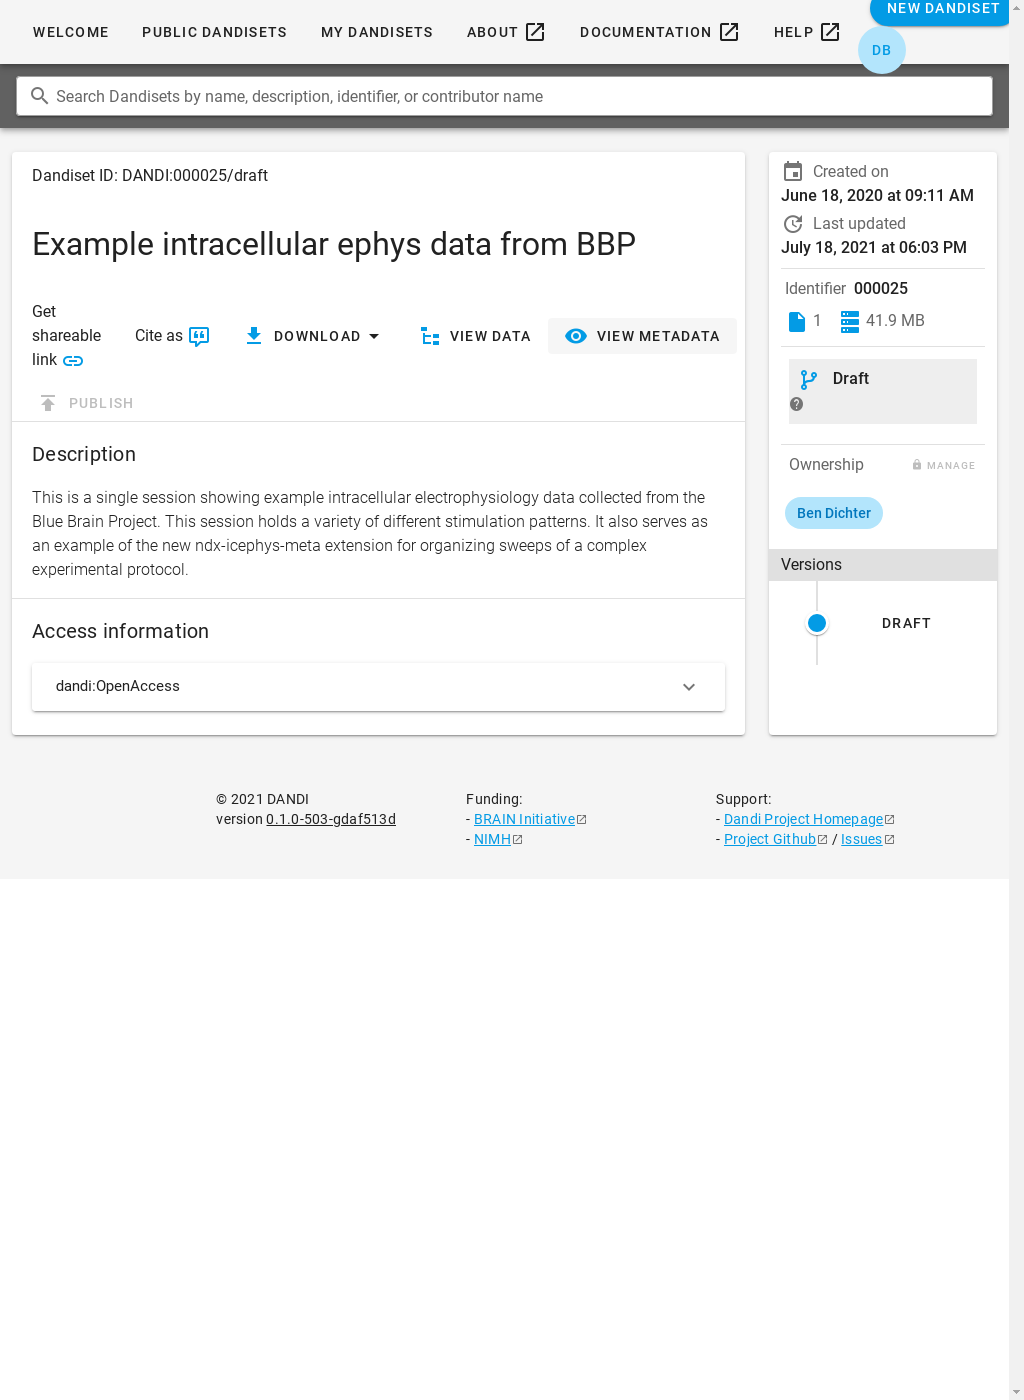 WELCOME
PUBLIC DANDISETS
MY DANDISETS
ABOUT
DOCUMENTATION
HELP
NEW DANDISET
DB
Search Dandisets by name, description, identifier, or contributor name
Dandiset ID: DANDI:000025/draft
Example intracellular ephys data from BBP
Get
shareable
link
Cite as
DOWNLOAD
VIEW DATA
VIEW METADATA
PUBLISH
Description
This is a single session showing example intracellular electrophysiology data collected from the
Blue Brain Project. This session holds a variety of different stimulation patterns. It also serves as
an example of the new ndx-icephys-meta extension for organizing sweeps of a complex
experimental protocol.
Access information
dandi:OpenAccess
Created on
June 18, 2020 at 09:11 AM
Last updated
July 18, 2021 at 06:03 PM
Identifier 000025
1 41.9 MB
Draft
Ownership
MANAGE
Ben Dichter
Versions
DRAFT
© 2021 DANDI
version 0.1.0-503-gdaf513d
Funding:
- BRAIN Initiative
- NIMH
Support:
- Dandi Project Homepage
- Project Github / Issues